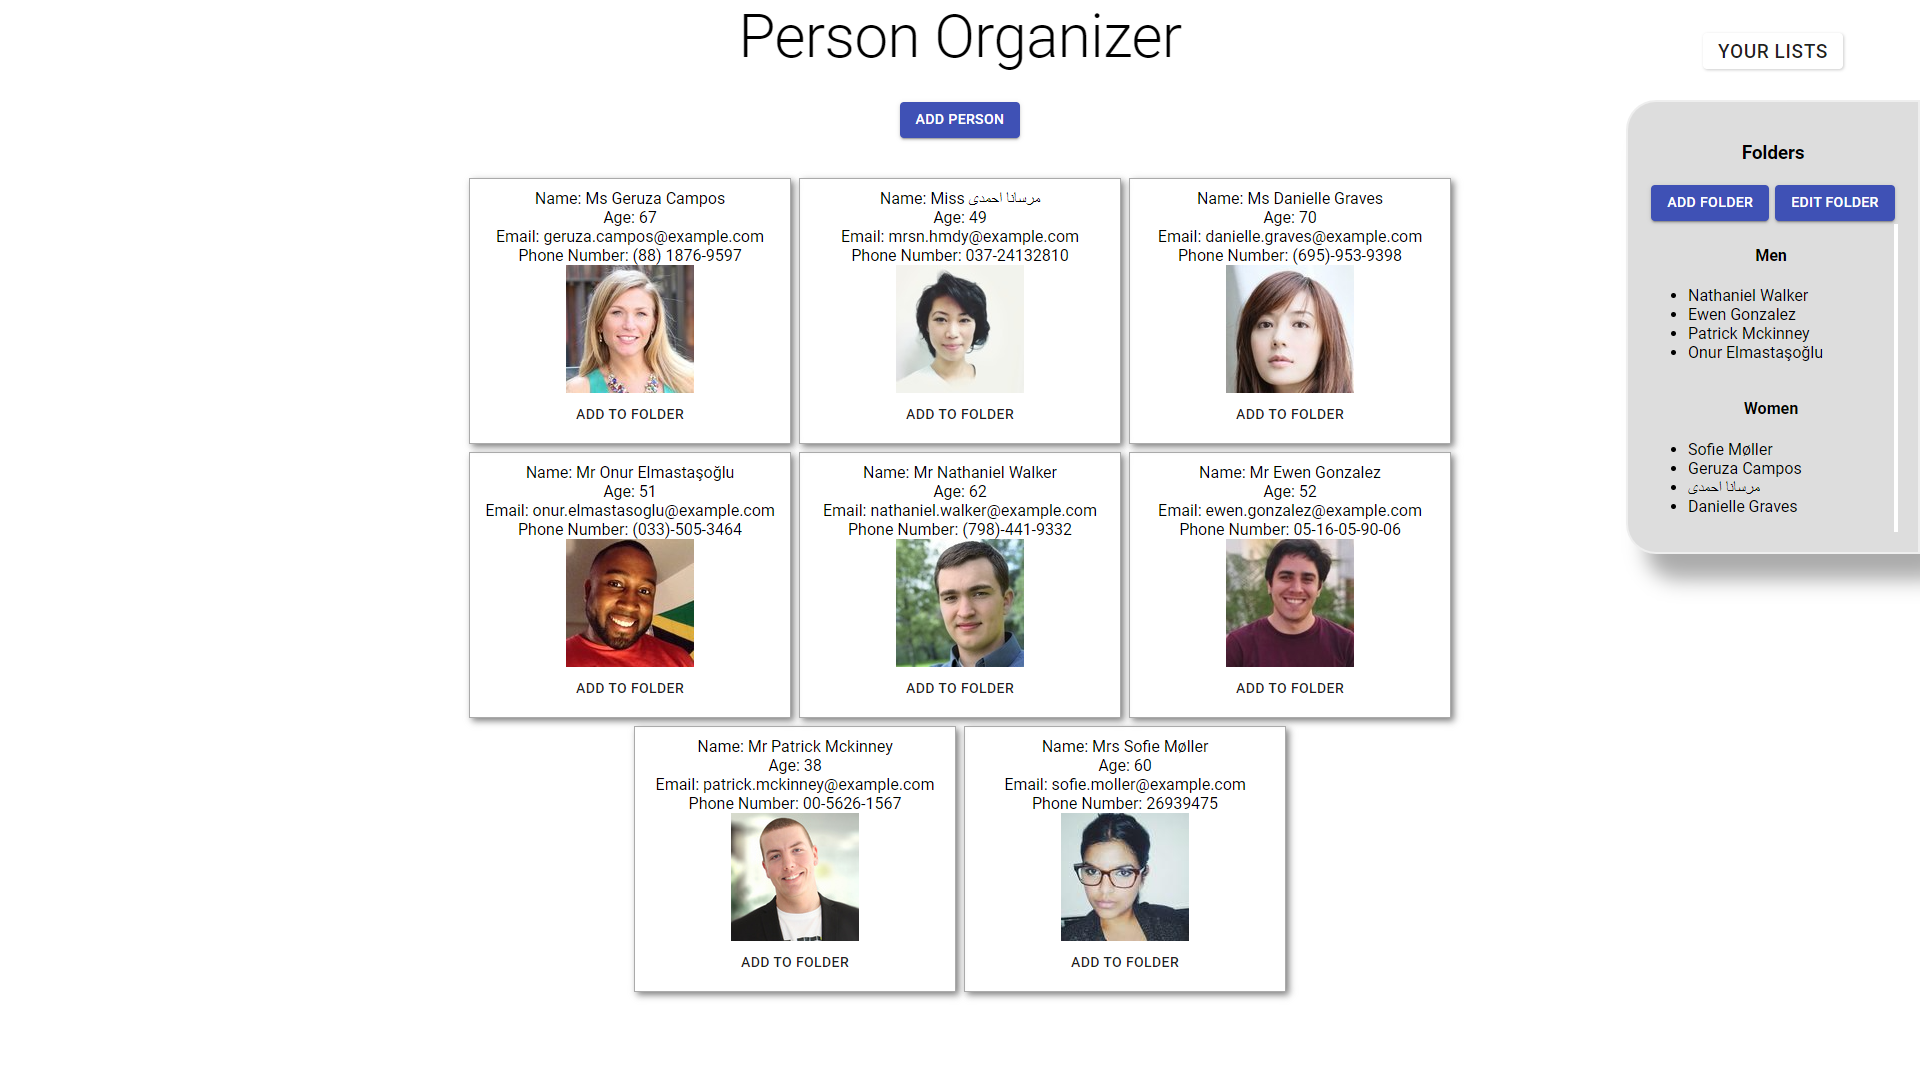 Person Organizer
YOUR LISTS
ADD PERSON
Name: Ms Geruza Campos
Age: 67
Email: geruza.campos@example.com
Phone Number: (88) 1876-9597
ADD TO FOLDER
Name: Miss مرسانا احمدی
Age: 49
Email: mrsn.hmdy@example.com
Phone Number: 037-24132810
ADD TO FOLDER
Name: Ms Danielle Graves
Age: 70
Email: danielle.graves@example.com
Phone Number: (695)-953-9398
ADD TO FOLDER
Name: Mr Onur Elmastaşoğlu
Age: 51
Email: onur.elmastasoglu@example.com
Phone Number: (033)-505-3464
ADD TO FOLDER
Name: Mr Nathaniel Walker
Age: 62
Email: nathaniel.walker@example.com
Phone Number: (798)-441-9332
ADD TO FOLDER
Name: Mr Ewen Gonzalez
Age: 52
Email: ewen.gonzalez@example.com
Phone Number: 05-16-05-90-06
ADD TO FOLDER
Name: Mr Patrick Mckinney
Age: 38
Email: patrick.mckinney@example.com
Phone Number: 00-5626-1567
ADD TO FOLDER
Name: Mrs Sofie Møller
Age: 60
Email: sofie.moller@example.com
Phone Number: 26939475
ADD TO FOLDER
Folders
ADD FOLDER
EDIT FOLDER
Men
Nathaniel Walker
Ewen Gonzalez
Patrick Mckinney
Onur Elmastaşoğlu
Women
Sofie Møller
Geruza Campos
مرسانا احمدی
Danielle Graves